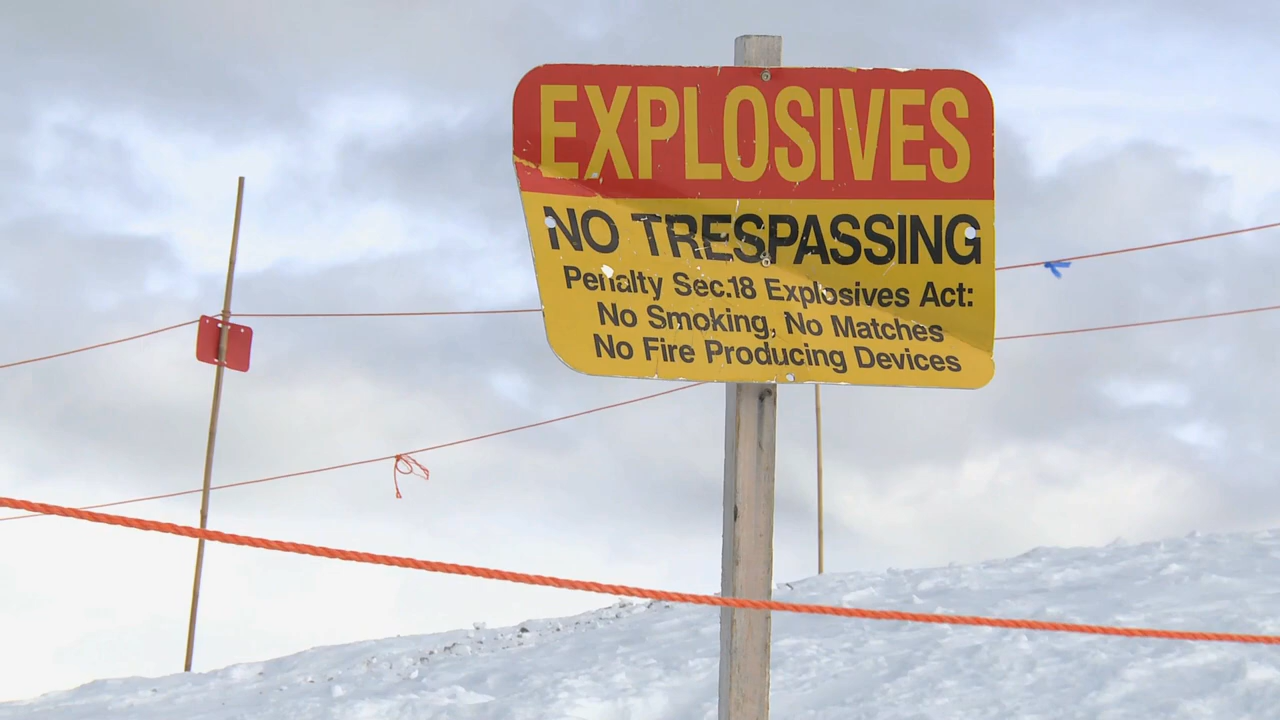 EXPLOSIVES
NO TRESPASSING
Penalty Sec.18 Explosives Act:
No Smoking, No Matches
No Fire Producing Devices